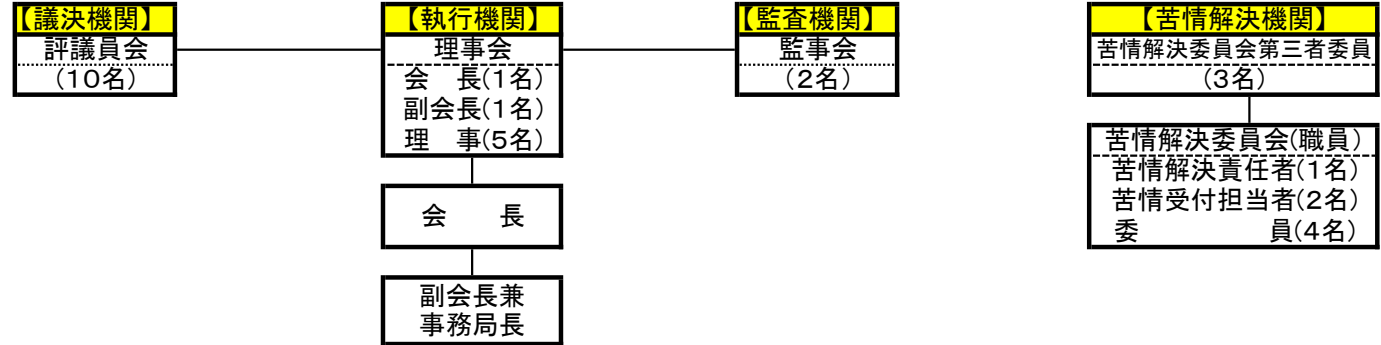 【議決機関】
評議員会
(10名)
【執行機関】
理事会
会　長(1名)
副会長(1名)
理　事(5名)
会　　長
副会長兼
事務局長
【監査機関】
監事会
(2名)
【苦情解決機関】
苦情解決委員会第三者委員
(3名)
苦情解決委員会(職員)
苦情解決責任者(1名)
苦情受付担当者(2名)
委　　　　　員(4名)